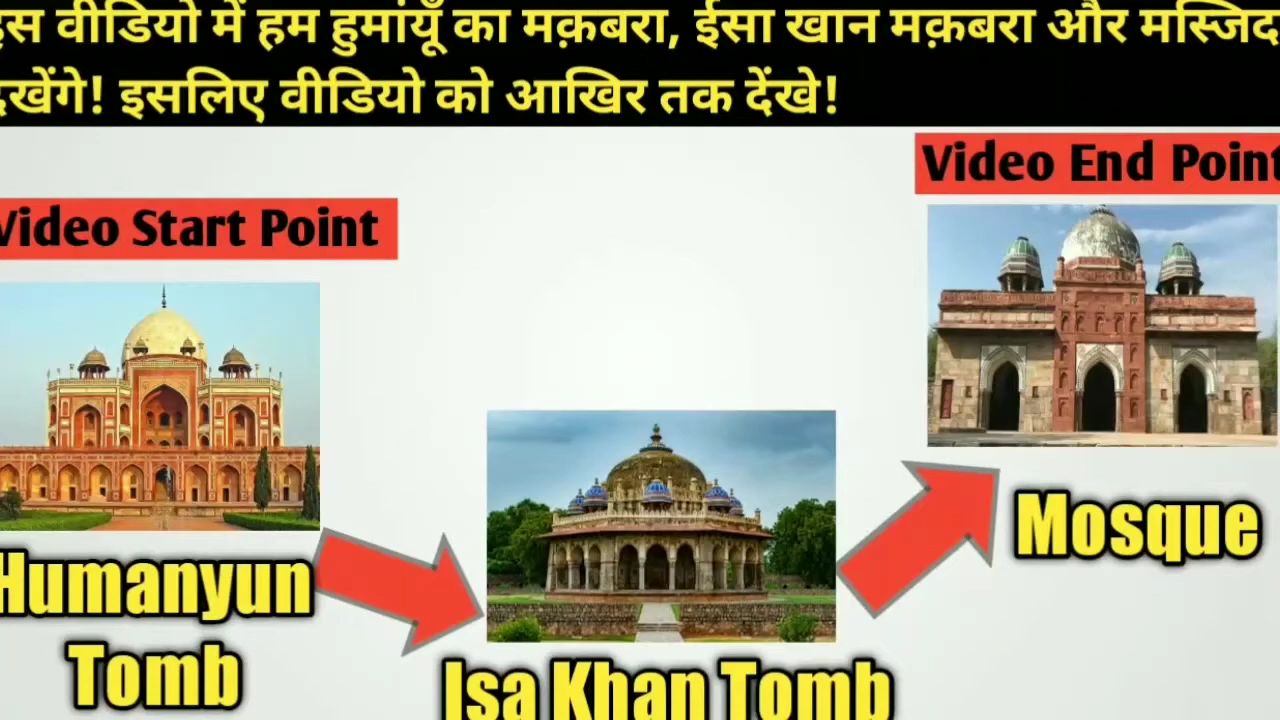 इस वीडियो में हम हुमांयूँ का मक़बरा, ईसा खान मक़बरा और मस्जिद
देखेंगे! इसलिए वीडियो को आखिर तक देंखे!
Video End Point
Video Start Point
Mosque
Humanyun
Tomb
Isa Khan Tomb